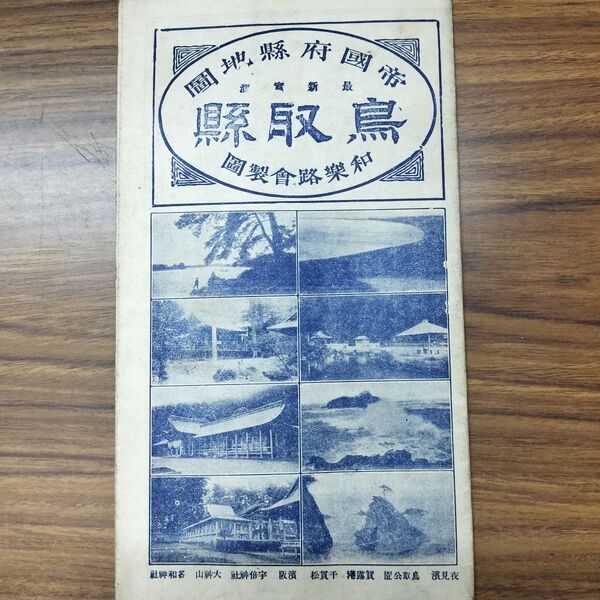 帝國府縣地圖
最新實測
鳥取縣
和樂路會製圖
夜見濱 鳥取公園 賀露港 千貫松 濱阪 宇倍神社 大神山 名和神社